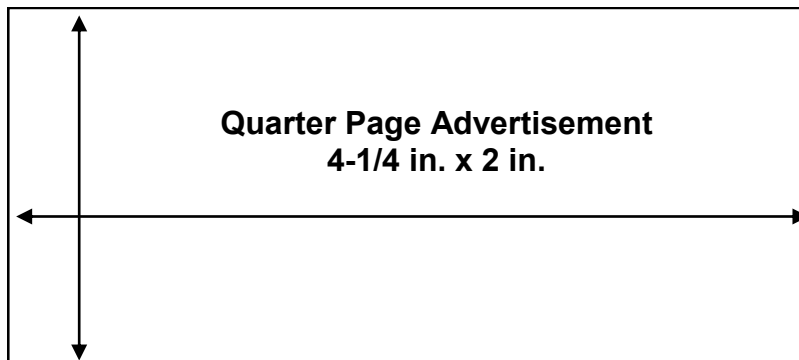 Quarter Page Advertisement
4-1/4 in. x 2 in.